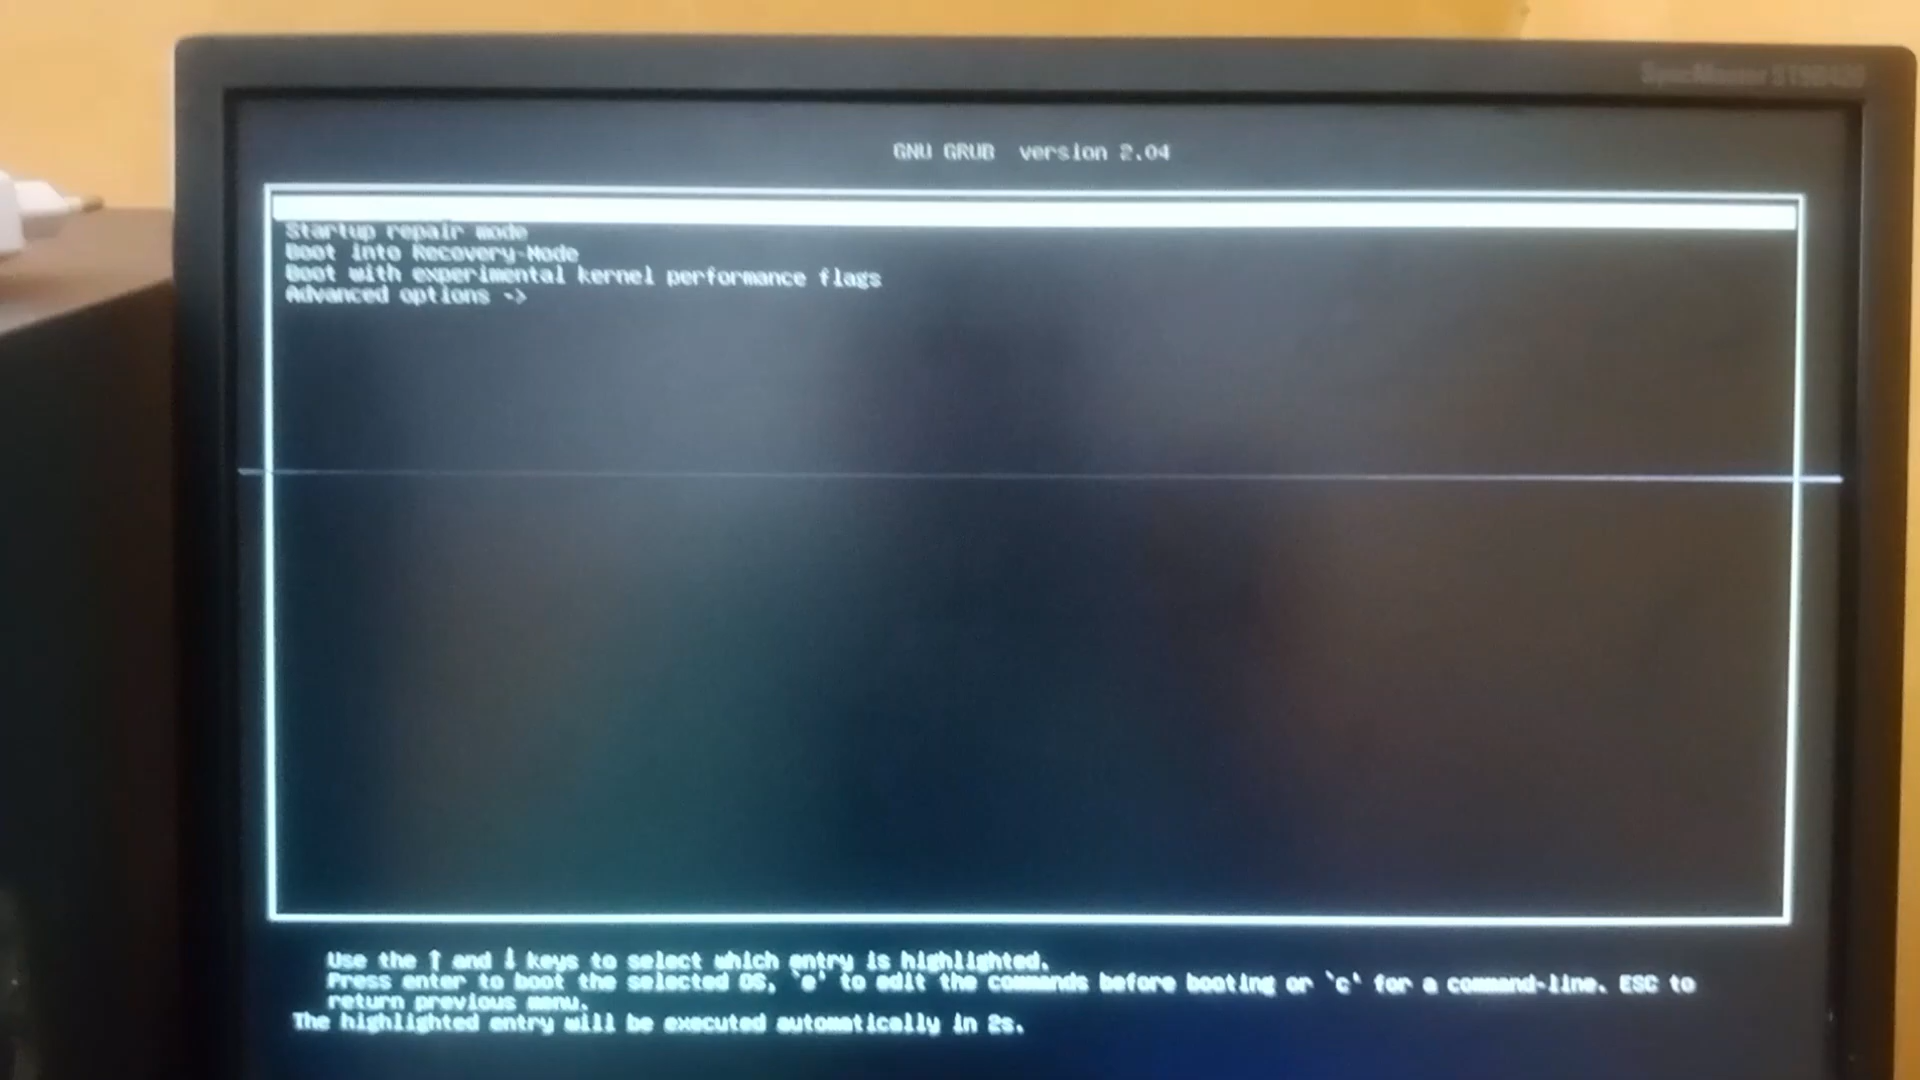 SyncMaster
GNU GRUB version 2.04
Startup repair mode
Boot into Recovery-Mode
Boot with experimental kernel performance flags
Advanced options ->
Use the ↑ and ↓ keys to select which entry is highlighted.
Press enter to boot the selected OS, `e' to edit the commands before booting or `c' for a command-line. ESC to
return previous menu.
The highlighted entry will be executed automatically in 2s.